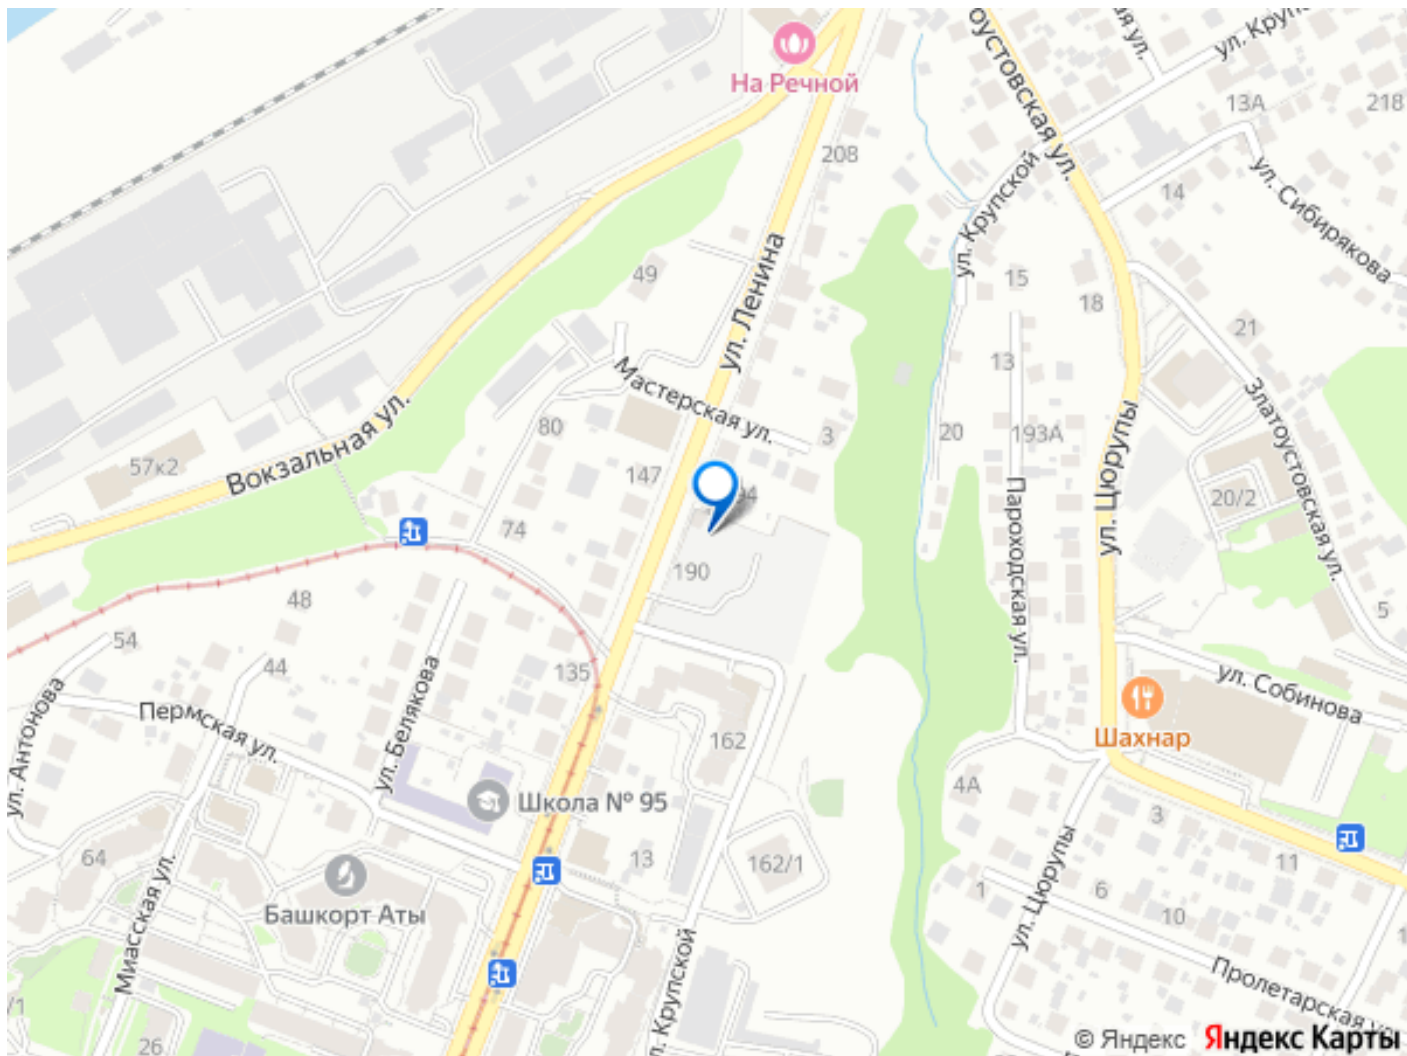 На Речной
208
ул. Ленина
49
Мастерская ул.
3
80
147
74
190
Вокзальная ул.
57к2
48
54
44
135
ул. Антонова
Пермская ул.
ул. Белякова
Школа № 95
162
13
162/1
64
Башкорт Аты
Миасская ул.
26
ул. Крупской
ул. Крупской
13А
218
14
ул. Сибирякова
15
18
21
13
20
193А
Златоустовская ул.
20/2
Пароходская ул.
ул. Цюрупы
5
ул. Собинова
Шахнар
4А
3
11
1
6
10
ул. Цюрупы
Пролетарская ул.
© Яндекс Яндекс Карты